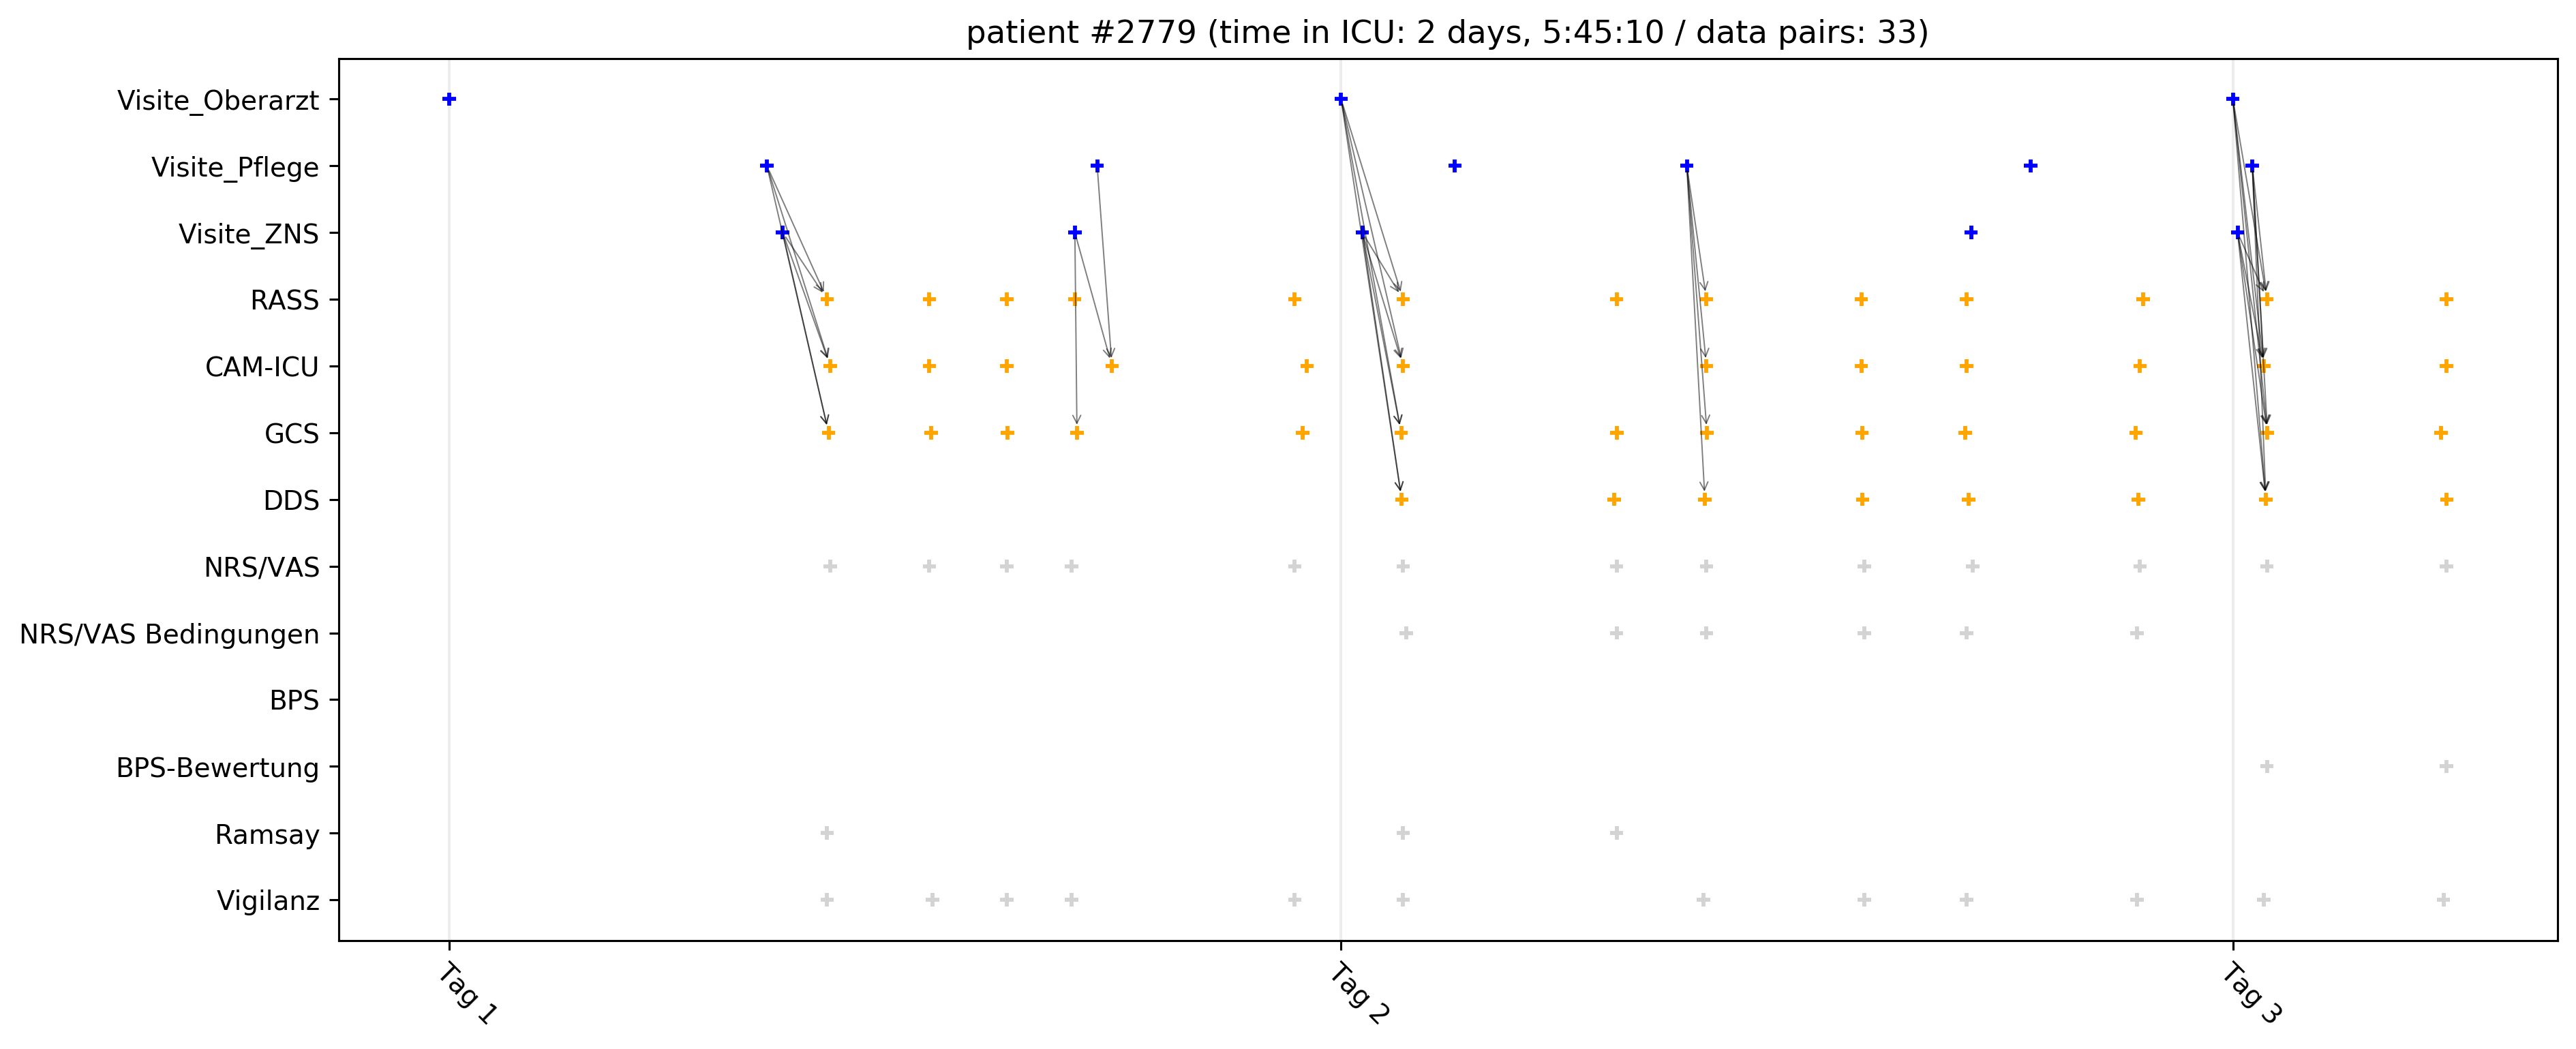 patient #2779 (time in ICU: 2 days, 5:45:10 / data pairs: 33)
Visite_Oberarzt
Visite_Pflege
Visite_ZNS
RASS
CAM-ICU
GCS
DDS
NRS/VAS
NRS/VAS Bedingungen
BPS
BPS-Bewertung
Ramsay
Vigilanz
Tag 1
Tag 2
Tag 3